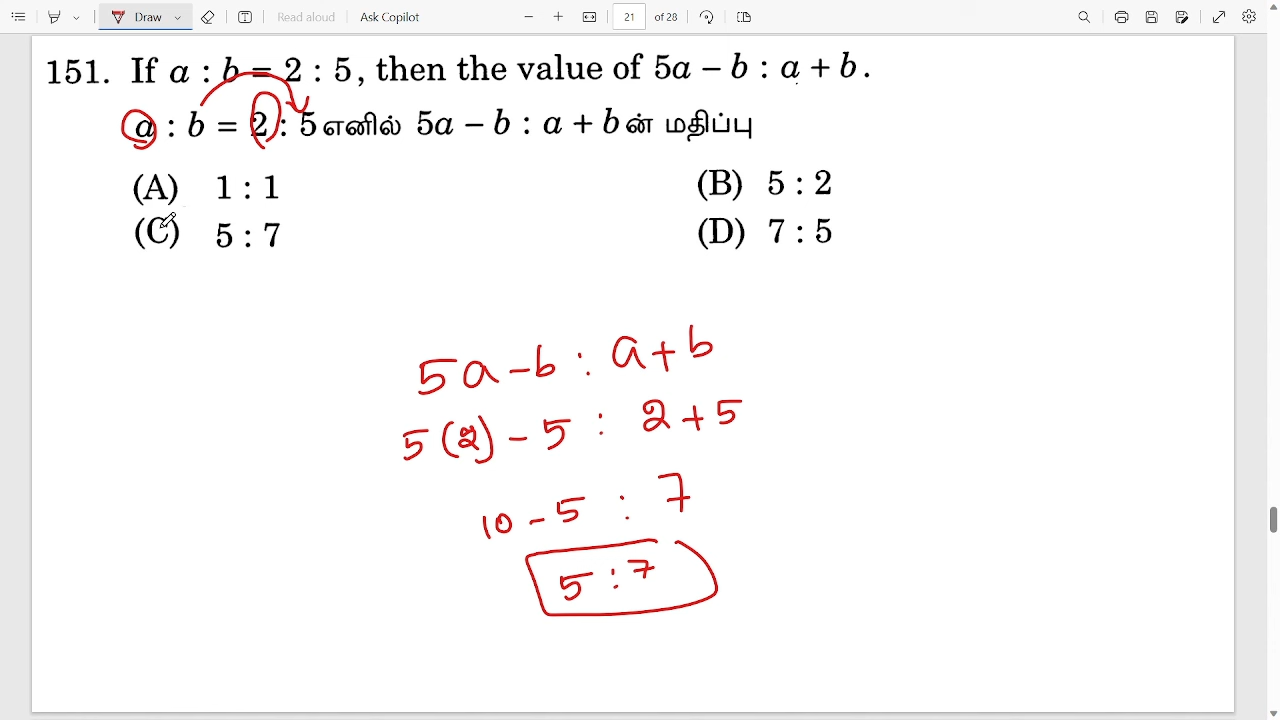 Draw Read aloud Ask Copilot 21 of 28
151. If a : b = 2 : 5, then the value of 5a – b : a + b.
a : b = 2 : 5 எனில் 5a – b : a + b ன் மதிப்பு
(A) 1 : 1 (B) 5 : 2
(C) 5 : 7 (D) 7 : 5
5a - b : a + b
5 (2) - 5 : 2 + 5
10 - 5 : 7
5 : 7